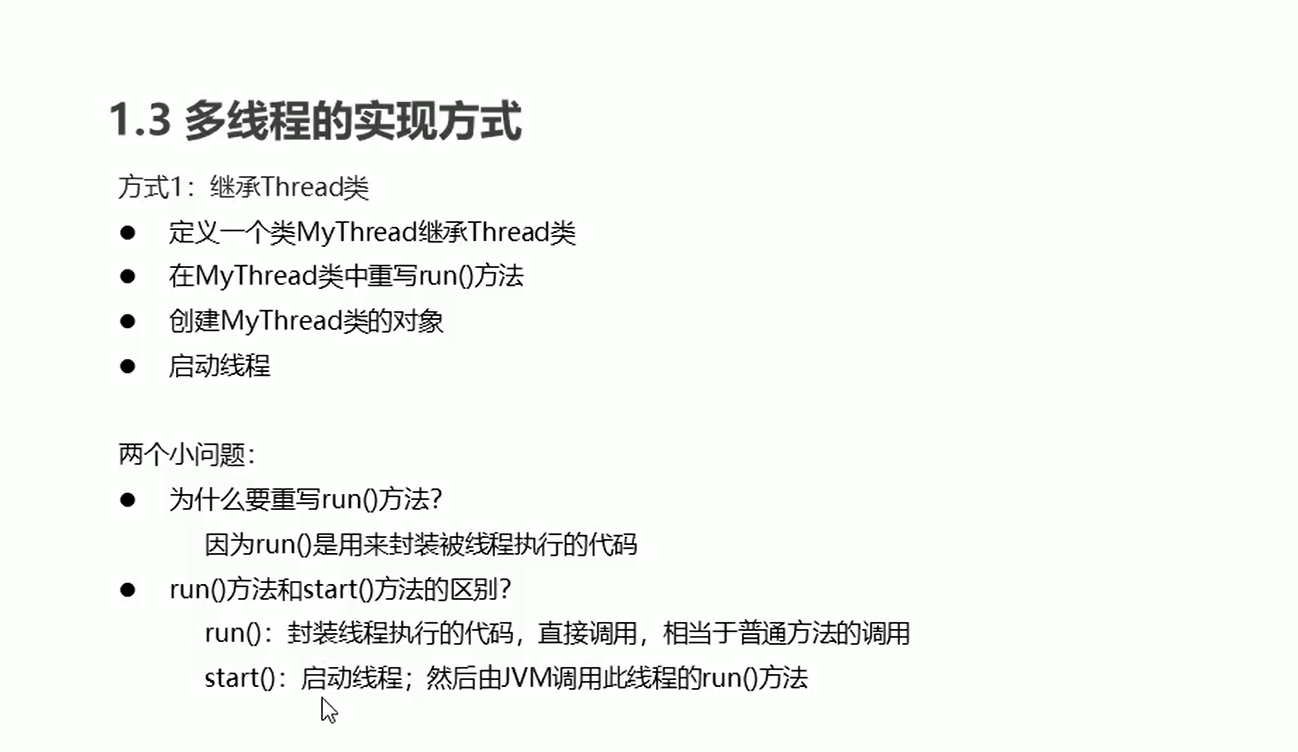 1.3 多线程的实现方式
方式1：继承Thread类
● 定义一个类MyThread继承Thread类
● 在MyThread类中重写run()方法
● 创建MyThread类的对象
● 启动线程
两个小问题：
● 为什么要重写run()方法？
因为run()是用来封装被线程执行的代码
● run()方法和start()方法的区别？
run()：封装线程执行的代码，直接调用，相当于普通方法的调用
start()：启动线程；然后由JVM调用此线程的run()方法